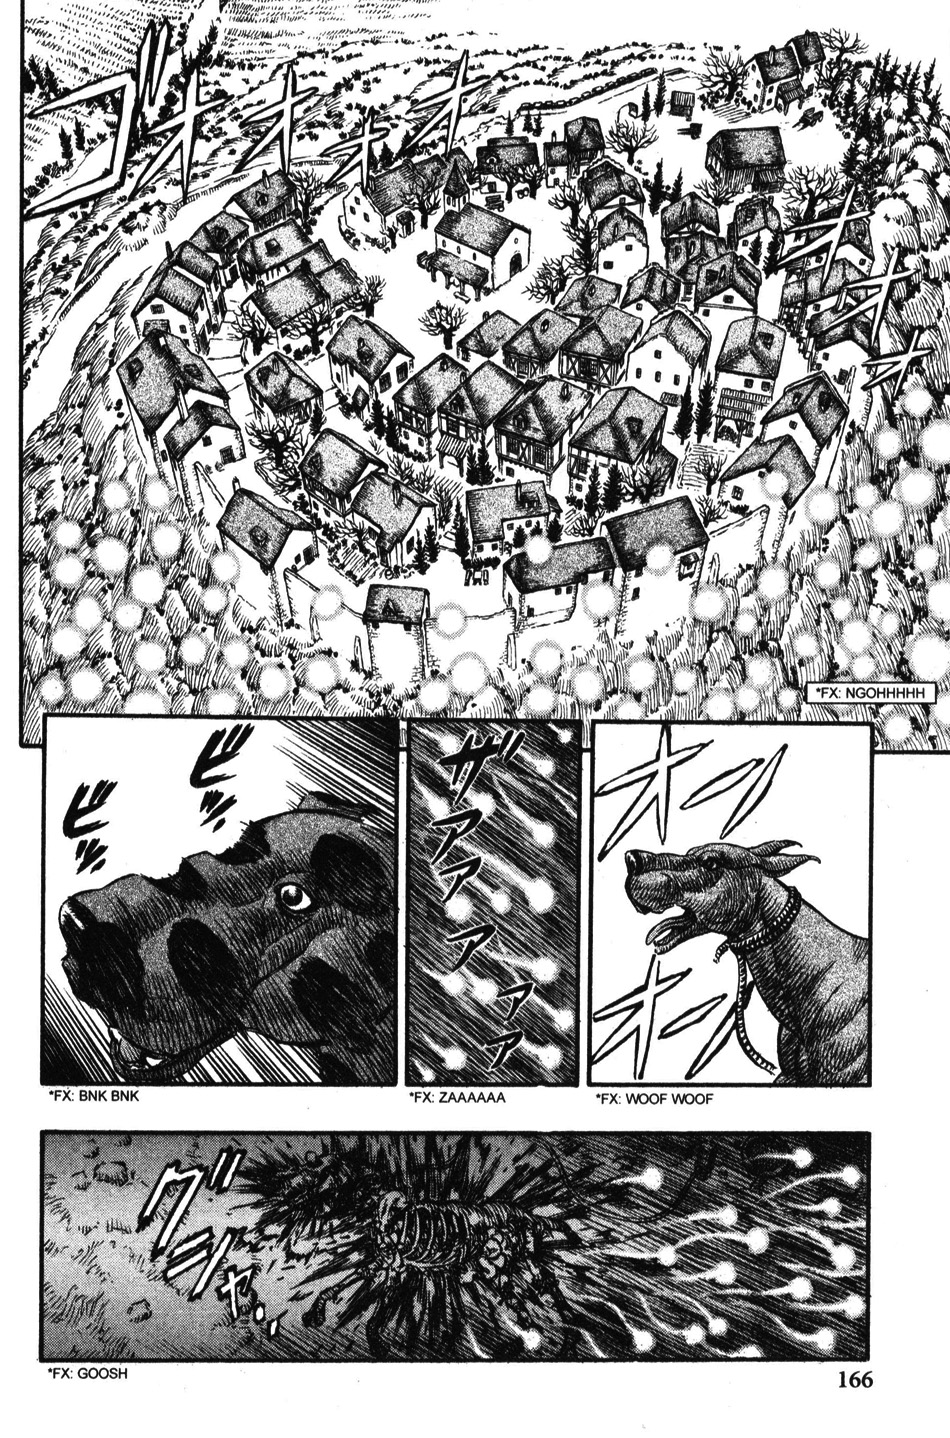 ゴオオオオ
オオオ
*FX: NGOHHHHH
オン
オン
*FX: WOOF WOOF
ザアアアアア
*FX: ZAAAAAA
ビッ
ビッ
*FX: BNK BNK
グシャッ
*FX: GOOSH
166